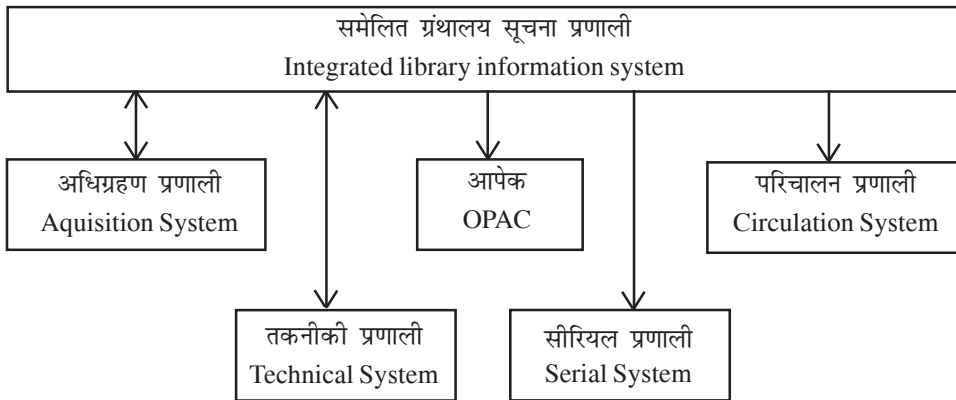 समेलित ग्रंथालय सूचना प्रणाली
Integrated library information system
अधिग्रहण प्रणाली
Aquisition System
आपेक
OPAC
परिचालन प्रणाली
Circulation System
तकनीकी प्रणाली
Technical System
सीरियल प्रणाली
Serial System